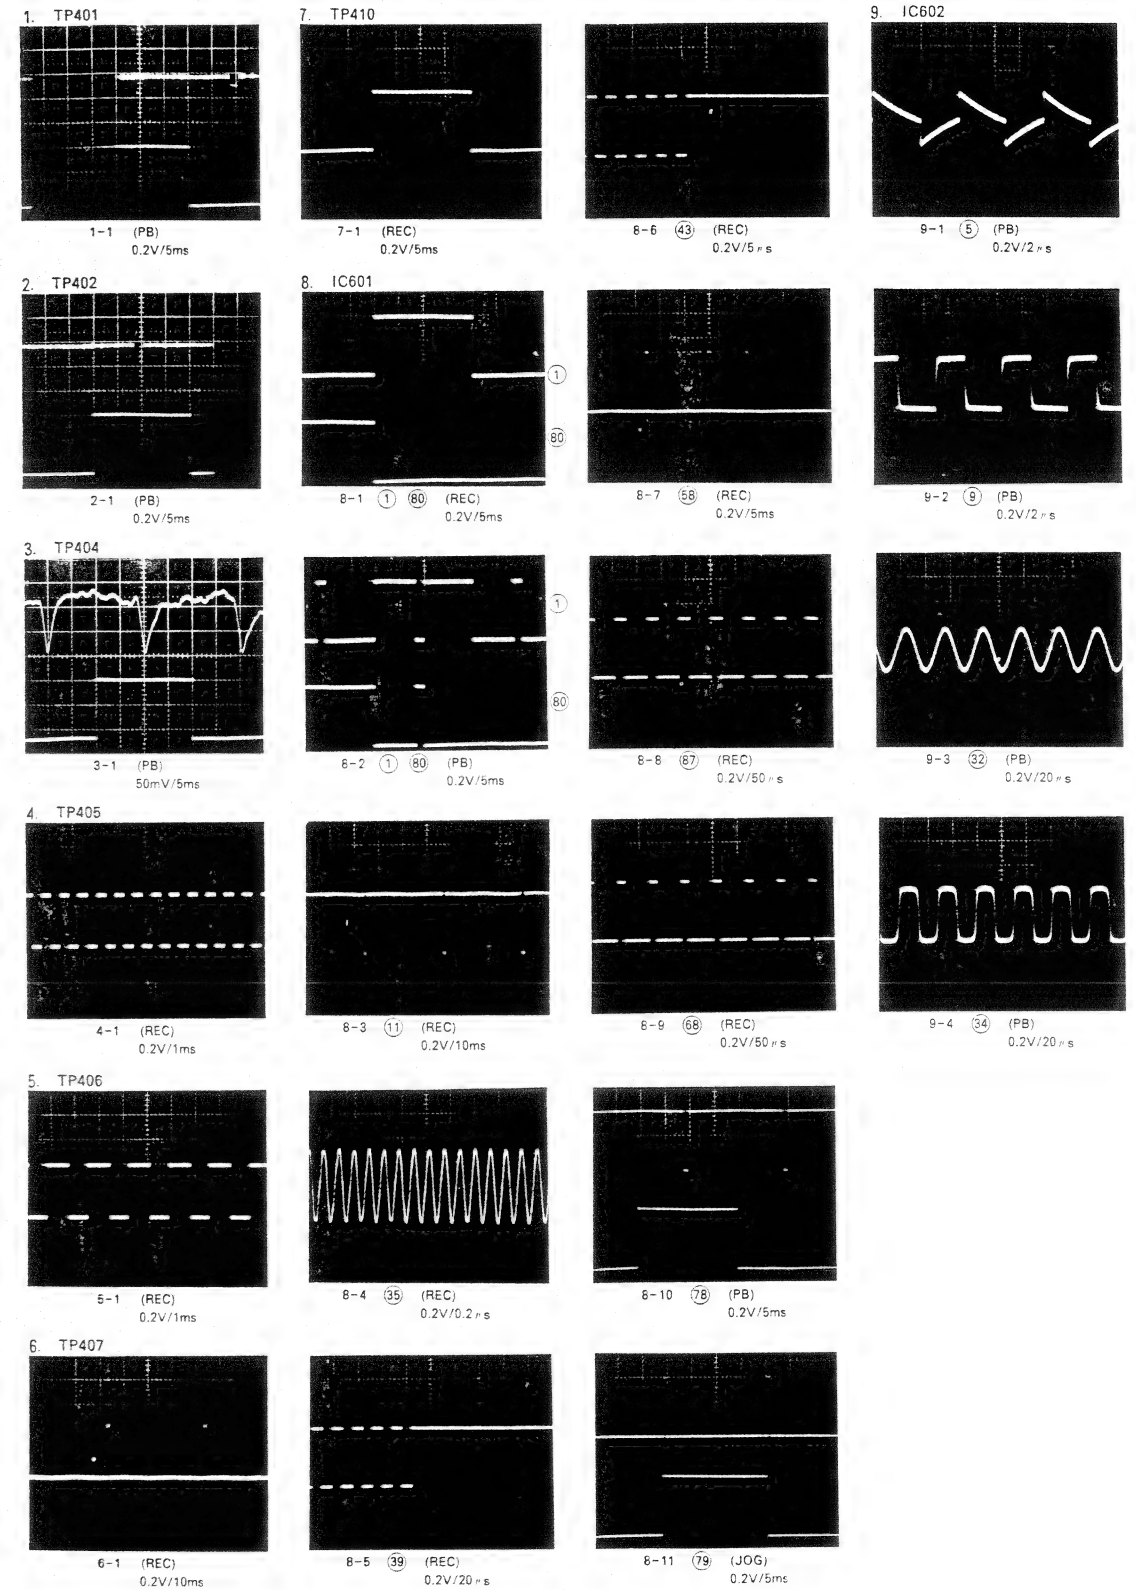 1. TP401
1-1 (PB)
0.2V/5ms
2. TP402
2-1 (PB)
0.2V/5ms
3. TP404
3-1 (PB)
50mV/5ms
4. TP405
4-1 (REC)
0.2V/1ms
5. TP406
5-1 (REC)
0.2V/1ms
6. TP407
6-1 (REC)
0.2V/10ms
7. TP410
7-1 (REC)
0.2V/5ms
8. IC601
①
⑧⓪
8-1 ① ⑧⓪ (REC)
0.2V/5ms
①
⑧⓪
8-2 ① ⑧⓪ (PB)
0.2V/5ms
8-3 ⑪ (REC)
0.2V/10ms
8-4 ㉟ (REC)
0.2V/0.2μs
8-5 ㊴ (REC)
0.2V/20μs
8-6 ㊸ (REC)
0.2V/5μs
8-7 (58) (REC)
0.2V/5ms
8-8 (87) (REC)
0.2V/50μs
8-9 (68) (REC)
0.2V/50μs
8-10 (78) (PB)
0.2V/5ms
8-11 (79) (JOG)
0.2V/5ms
9. IC602
9-1 ⑤ (PB)
0.2V/2μs
9-2 ⑨ (PB)
0.2V/2μs
9-3 ㉜ (PB)
0.2V/20μs
9-4 ㉞ (PB)
0.2V/20μs